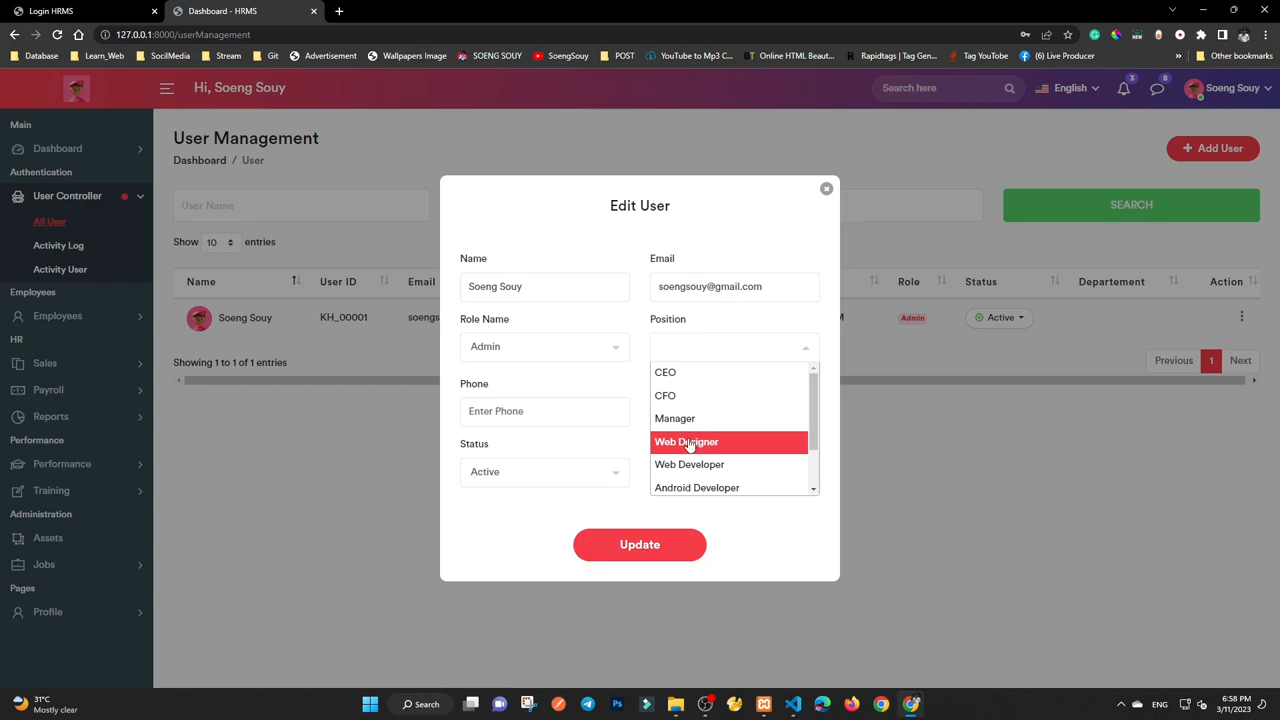 Login HRMS
Dashboard - HRMS
127.0.0.1:8000/userManagement
Database
Learn_Web
SocilMedia
Stream
Git
Advertisement
Wallpapers Image
SOENG SOUY
SoengSouy
POST
YouTube to Mp3 C...
Online HTML Beaut...
Rapidtags | Tag Gen...
Tag YouTube
(6) Live Producer
»
Other bookmarks
Hi, Soeng Souy
Search here
English
3
8
Soeng Souy
Main
Dashboard
Authentication
User Controller
All User
Activity Log
Activity User
Employees
Employees
HR
Sales
Payroll
Reports
Performance
Performance
Training
Administration
Assets
Jobs
Pages
Profile
User Management
Dashboard / User
+ Add User
User Name
SEARCH
Show 10 entries
Name User ID Email Role Status Departement Action
Soeng Souy KH_00001 soengs M Admin Active
Showing 1 to 1 of 1 entries
Previous 1 Next
Edit User
Name
Soeng Souy
Email
soengsouy@gmail.com
Role Name
Admin
Position
CEO
CFO
Manager
Web Designer
Web Developer
Android Developer
Phone
Enter Phone
Status
Active
Update
31°C
Mostly clear
Search
ENG
6:58 PM
3/11/2023